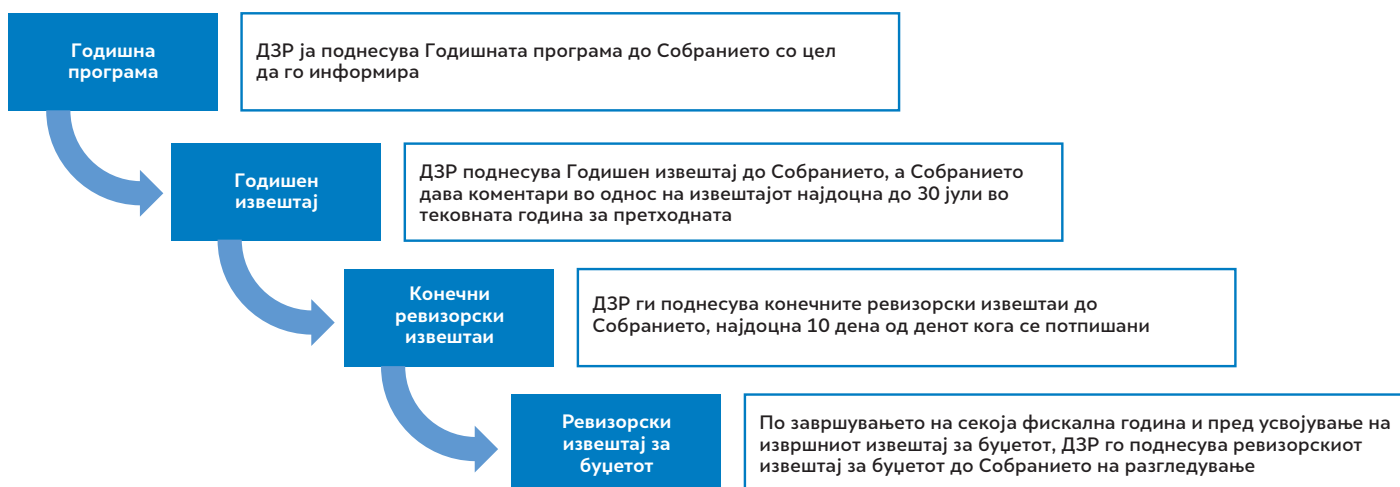 Годишна
програма
ДЗР ја поднесува Годишната програма до Собранието со цел
да го информира
Годишен
извештај
ДЗР поднесува Годишен извештај до Собранието, а Собранието
дава коментари во однос на извештајот најдоцна до 30 јули во
тековната година за претходната
Конечни
ревизорски
извештаи
ДЗР ги поднесува конечните ревизорски извештаи до
Собранието, најдоцна 10 дена од денот кога се потпишани
Ревизорски
извештај за
буџетот
По завршувањето на секоја фискална година и пред усвојување на
извршниот извештај за буџетот, ДЗР го поднесува ревизорскиот
извештај за буџетот до Собранието на разгледување